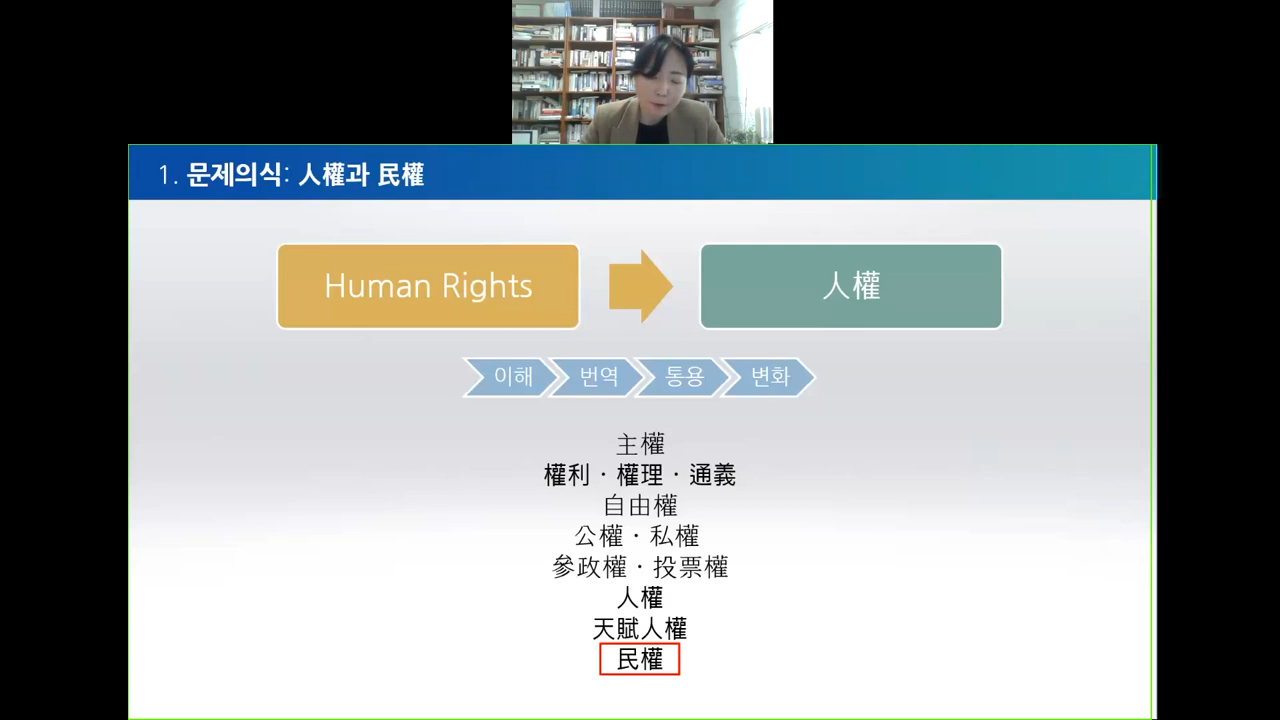 1. 문제의식: 人權과 民權
Human Rights
人權
이해
번역
통용
변화
主權
權利 · 權理 · 通義
自由權
公權 · 私權
參政權 · 投票權
人權
天賦人權
民權